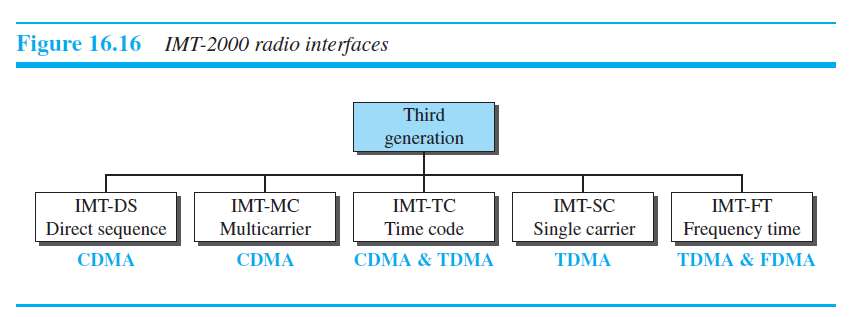 Figure 16.16 IMT-2000 radio interfaces
Third
generation
IMT-DS
Direct sequence
CDMA
IMT-MC
Multicarrier
CDMA
IMT-TC
Time code
CDMA & TDMA
IMT-SC
Single carrier
TDMA
IMT-FT
Frequency time
TDMA & FDMA